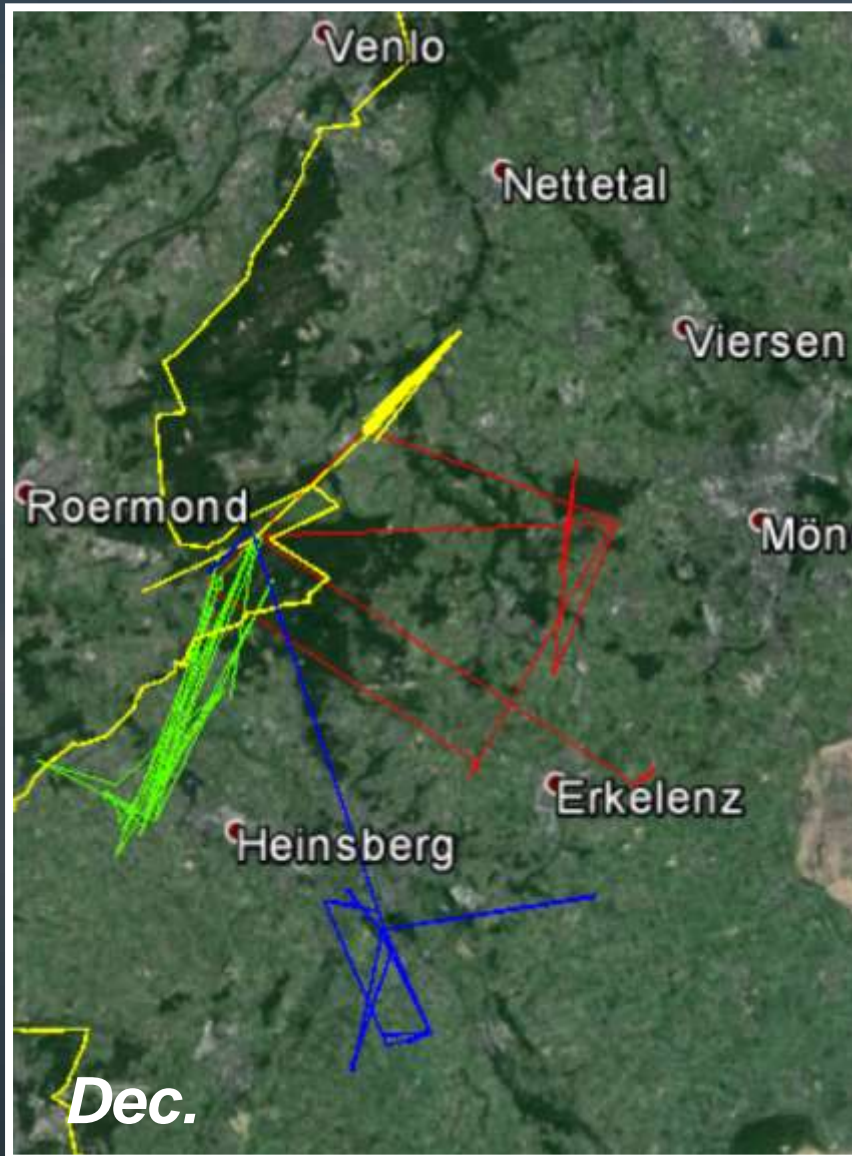 Venlo
Nettetal
Viersen
Roermond
Mön
Erkelenz
Heinsberg
Dec.